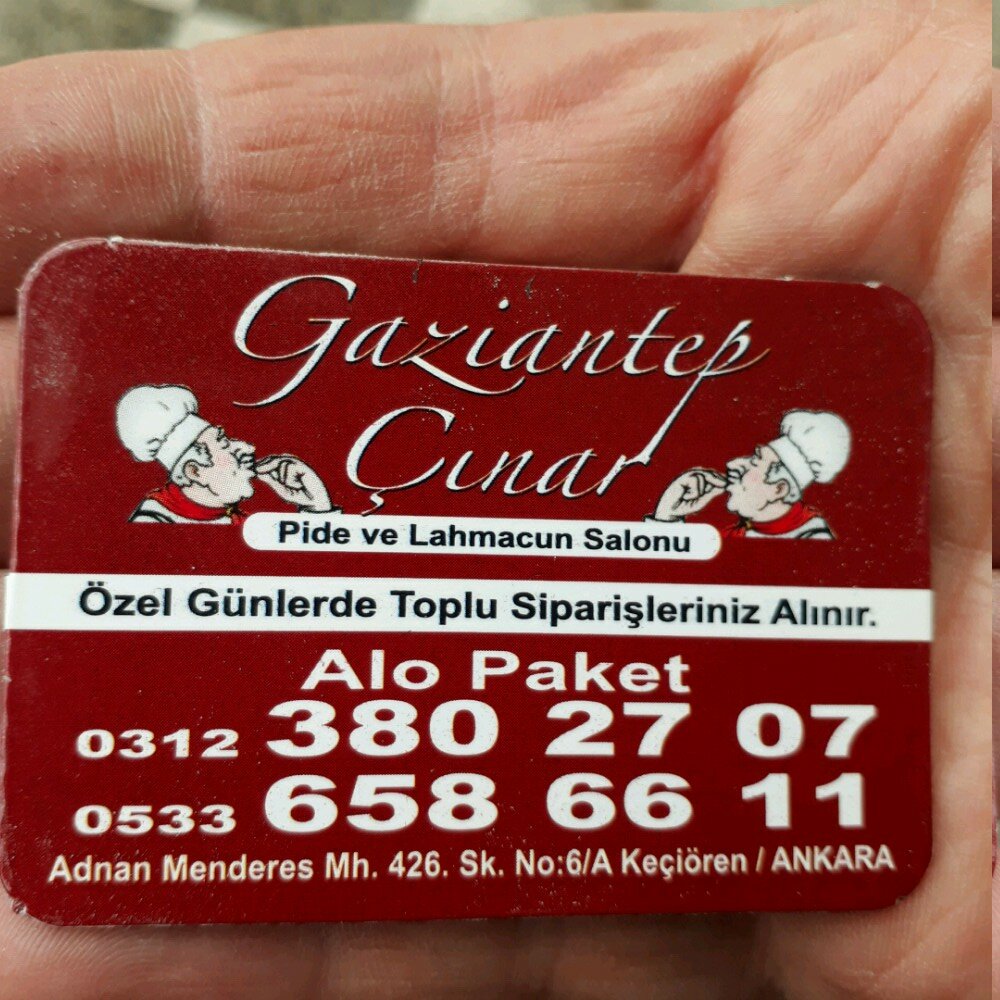 Gaziantep
Çınar
Pide ve Lahmacun Salonu
Özel Günlerde Toplu Siparişleriniz Alınır.
Alo Paket
0312 380 27 07
0533 658 66 11
Adnan Menderes Mh. 426. Sk. No:6/A Keçiören / ANKARA